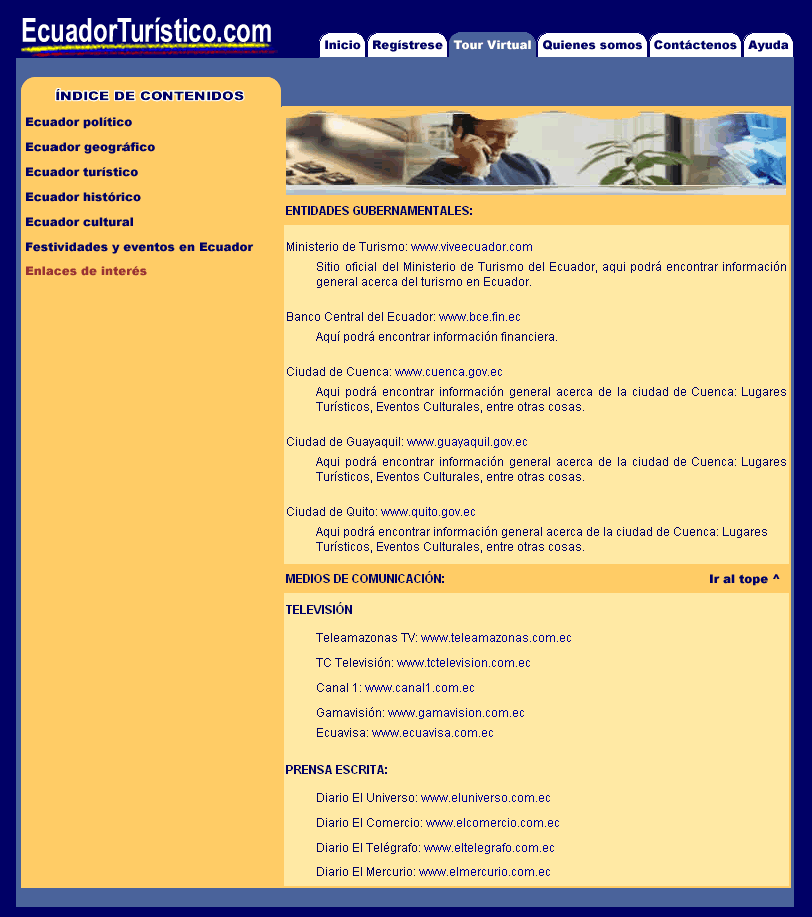 EcuadorTurístico.com
Inicio Regístrese Tour Virtual Quienes somos Contáctenos Ayuda
ÍNDICE DE CONTENIDOS
Ecuador político
Ecuador geográfico
Ecuador turístico
Ecuador histórico
Ecuador cultural
Festividades y eventos en Ecuador
Enlaces de interés
ENTIDADES GUBERNAMENTALES:
Ministerio de Turismo: www.viveecuador.com
Sitio oficial del Ministerio de Turismo del Ecuador, aqui podrá encontrar información
general acerca del turismo en Ecuador.
Banco Central del Ecuador: www.bce.fin.ec
Aquí podrá encontrar información financiera.
Ciudad de Cuenca: www.cuenca.gov.ec
Aqui podrá encontrar información general acerca de la ciudad de Cuenca: Lugares
Turísticos, Eventos Culturales, entre otras cosas.
Ciudad de Guayaquil: www.guayaquil.gov.ec
Aqui podrá encontrar información general acerca de la ciudad de Cuenca: Lugares
Turísticos, Eventos Culturales, entre otras cosas.
Ciudad de Quito: www.quito.gov.ec
Aqui podrá encontrar información general acerca de la ciudad de Cuenca: Lugares
Turísticos, Eventos Culturales, entre otras cosas.
MEDIOS DE COMUNICACIÓN: Ir al tope ^
TELEVISIÓN
Teleamazonas TV: www.teleamazonas.com.ec
TC Televisión: www.tctelevision.com.ec
Canal 1: www.canal1.com.ec
Gamavisión: www.gamavision.com.ec
Ecuavisa: www.ecuavisa.com.ec
PRENSA ESCRITA:
Diario El Universo: www.eluniverso.com.ec
Diario El Comercio: www.elcomercio.com.ec
Diario El Telégrafo: www.eltelegrafo.com.ec
Diario El Mercurio: www.elmercurio.com.ec